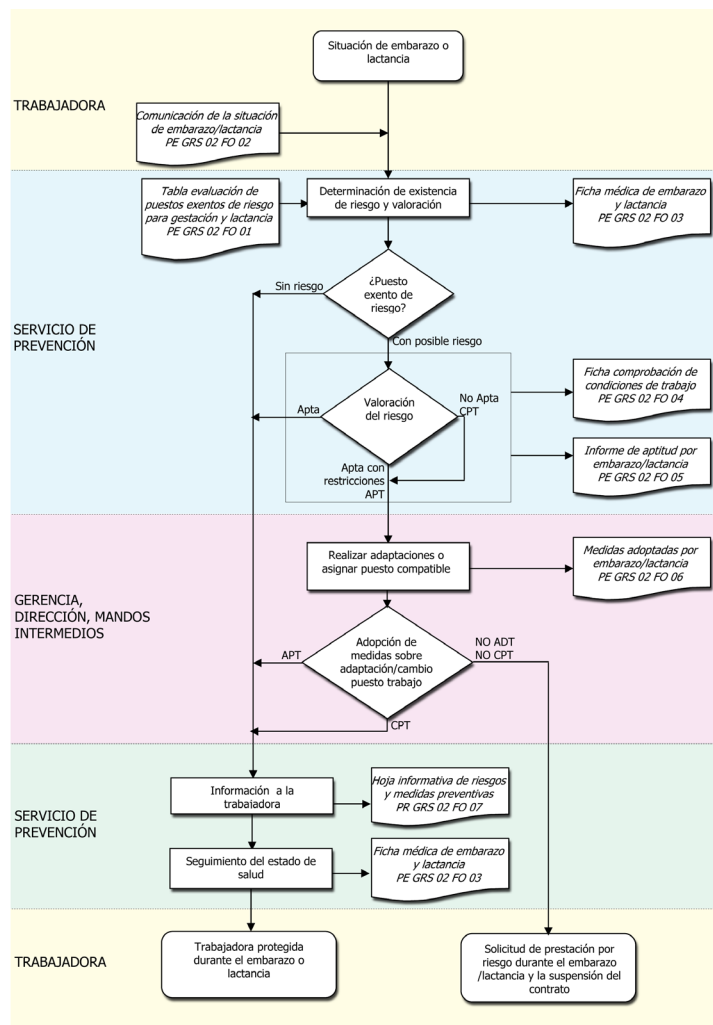 Situación de embarazo o
lactancia
TRABAJADORA
Comunicación de la situación
de embarazo/lactancia
PE GRS 02 FO 02
Tabla evaluación de
puestos exentos de riesgo
para gestación y lactancia
PE GRS 02 FO 01
Determinación de existencia
de riesgo y valoración
Ficha médica de embarazo
y lactancia
PE GRS 02 FO 03
Sin riesgo
¿Puesto
exento de
riesgo?
SERVICIO DE
PREVENCIÓN
Con posible riesgo
Ficha comprobación de
condiciones de trabajo
PE GRS 02 FO 04
Apta
Valoración
del riesgo
No Apta
CPT
Apta con
restricciones
APT
Informe de aptitud por
embarazo/lactancia
PE GRS 02 FO 05
Realizar adaptaciones o
asignar puesto compatible
Medidas adoptadas por
embarazo/lactancia
PE GRS 02 FO 06
GERENCIA,
DIRECCIÓN, MANDOS
INTERMEDIOS
APT
Adopción de
medidas sobre
adaptación/cambio
puesto trabajo
NO ADT
NO CPT
CPT
Información a la
trabaiadora
Hoja informativa de riesgos
y medidas preventivas
PR GRS 02 FO 07
SERVICIO DE
PREVENCIÓN
Seguimiento del estado de
salud
Ficha médica de embarazo
y lactancia
PE GRS 02 FO 03
TRABAJADORA
Trabajadora protegida
durante el embarazo o
lactancia
Solicitud de prestación por
riesgo durante el embarazo
/lactancia y la suspensión del
contrato